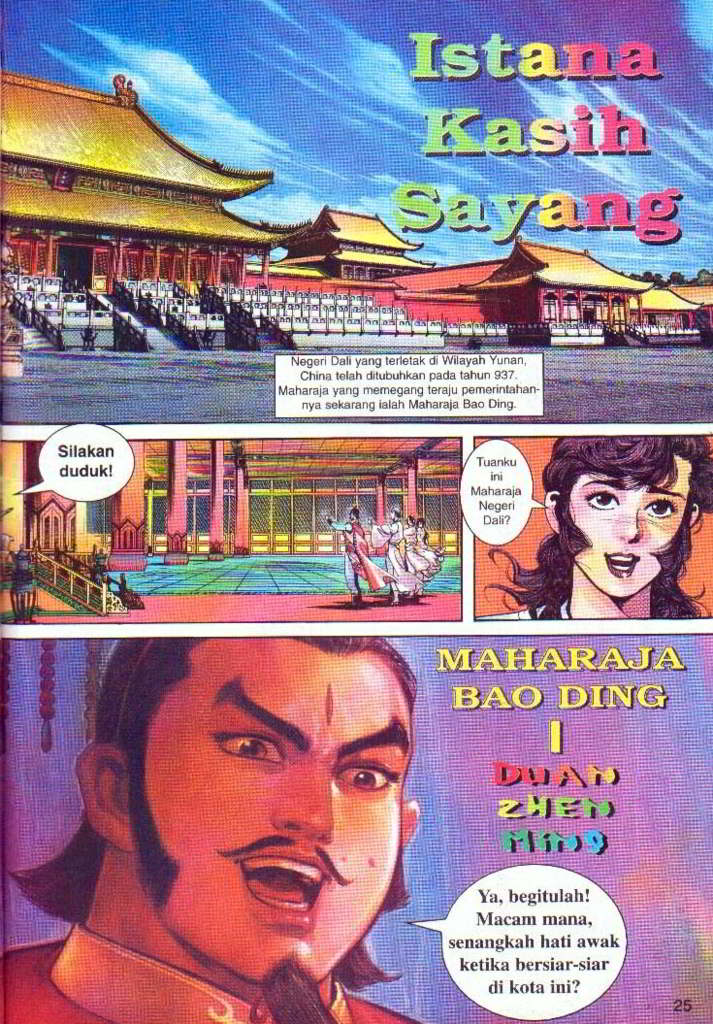 Istana
Kasih
Sayang
Negeri Dali yang terletak di Wilayah Yunan,
China telah ditubuhkan pada tahun 937.
Maharaja yang memegang teraju pemerintahan-
nya sekarang ialah Maharaja Bao Ding.
Silakan
duduk!
Tuanku
ini
Maharaja
Negeri
Dali?
MAHARAJA
BAO DING
I
DUAN
ZHEN
MING
Ya, begitulah!
Macam mana,
senangkah hati awak
ketika bersiar-siar
di kota ini?
25